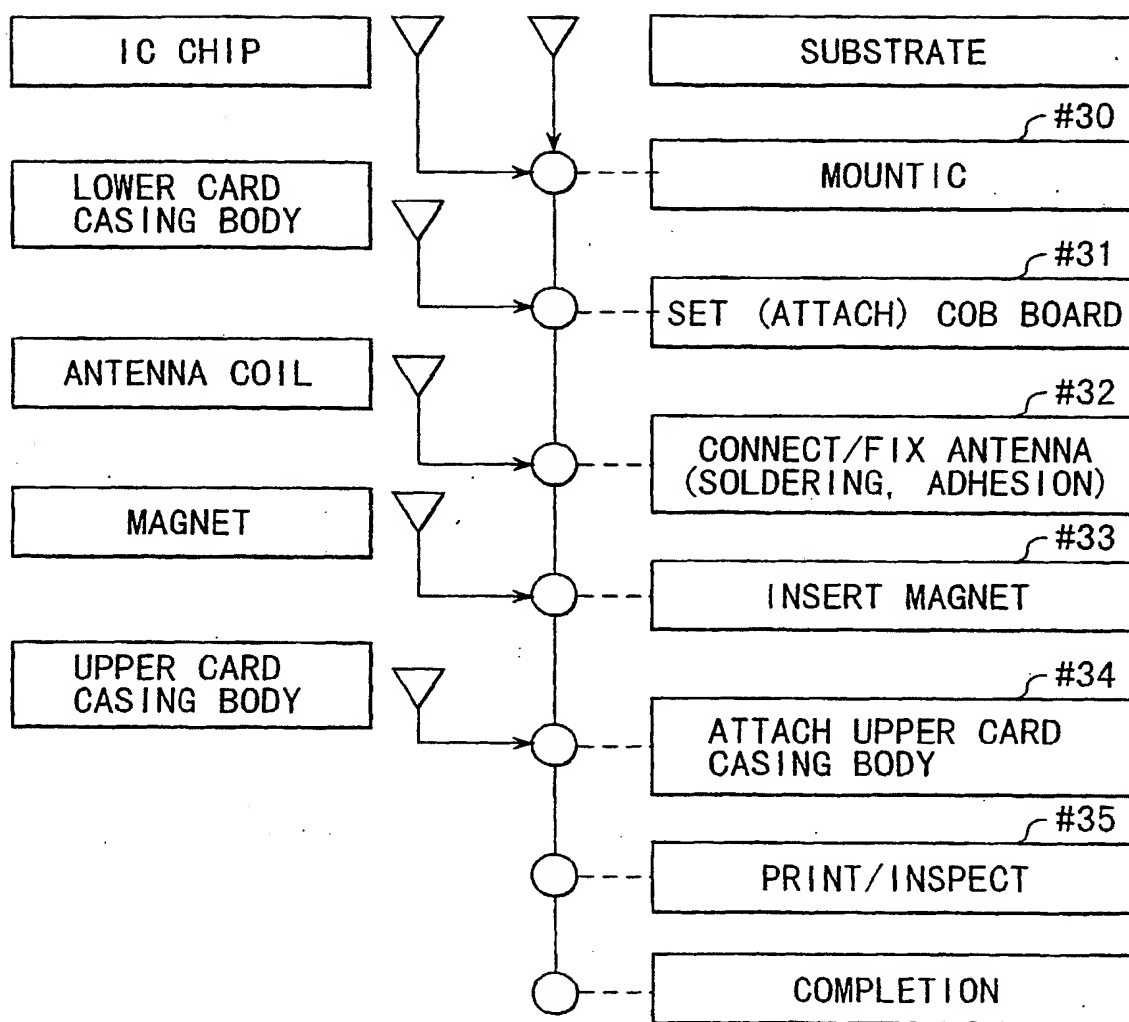 IC CHIP
SUBSTRATE
#30
LOWER CARD
CASING BODY
MOUNTIC
#31
SET (ATTACH) COB BOARD
ANTENNA COIL
#32
CONNECT/FIX ANTENNA
(SOLDERING, ADHESION)
MAGNET
#33
INSERT MAGNET
UPPER CARD
CASING BODY
#34
ATTACH UPPER CARD
CASING BODY
#35
PRINT/INSPECT
COMPLETION